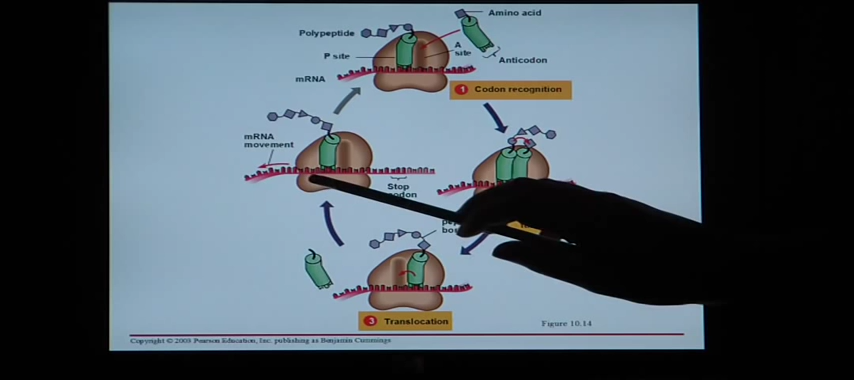 Amino acid
Polypeptide
P site
A
site
Anticodon
mRNA
1 Codon recognition
mRNA
movement
Stop
3 Translocation
Figure 10.14
Copyright © 2009 Pearson Education, Inc. publishing as Benjamin Cummings